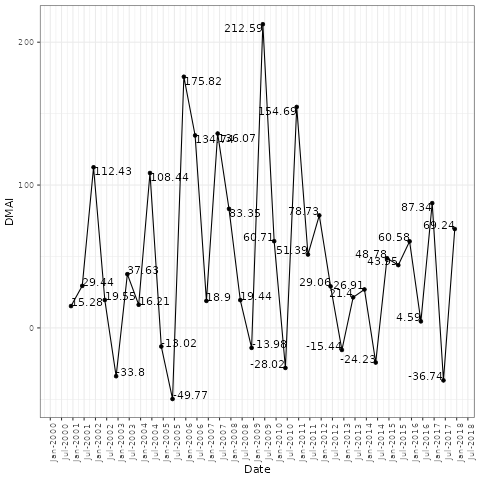 212.59
200
175.82
154.69
134.74
136.07
112.43
108.44
100
83.35
78.73
87.34
69.24
60.71
60.58
51.39
48.78
43.95
37.63
29.44
29.06
26.91
21.4
15.28
19.55
16.21
18.9
19.44
4.59
0
-13.02
-13.98
-15.44
-24.23
-28.02
-33.8
-36.74
-49.77
DMAI
Jan-2000
Jul-2000
Jan-2001
Jul-2001
Jan-2002
Jul-2002
Jan-2003
Jul-2003
Jan-2004
Jul-2004
Jan-2005
Jul-2005
Jan-2006
Jul-2006
Jan-2007
Jul-2007
Jan-2008
Jul-2008
Jan-2009
Jul-2009
Jan-2010
Jul-2010
Jan-2011
Jul-2011
Jan-2012
Jul-2012
Jan-2013
Jul-2013
Jan-2014
Jul-2014
Jan-2015
Jul-2015
Jan-2016
Jul-2016
Jan-2017
Jul-2017
Jan-2018
Jul-2018
Date